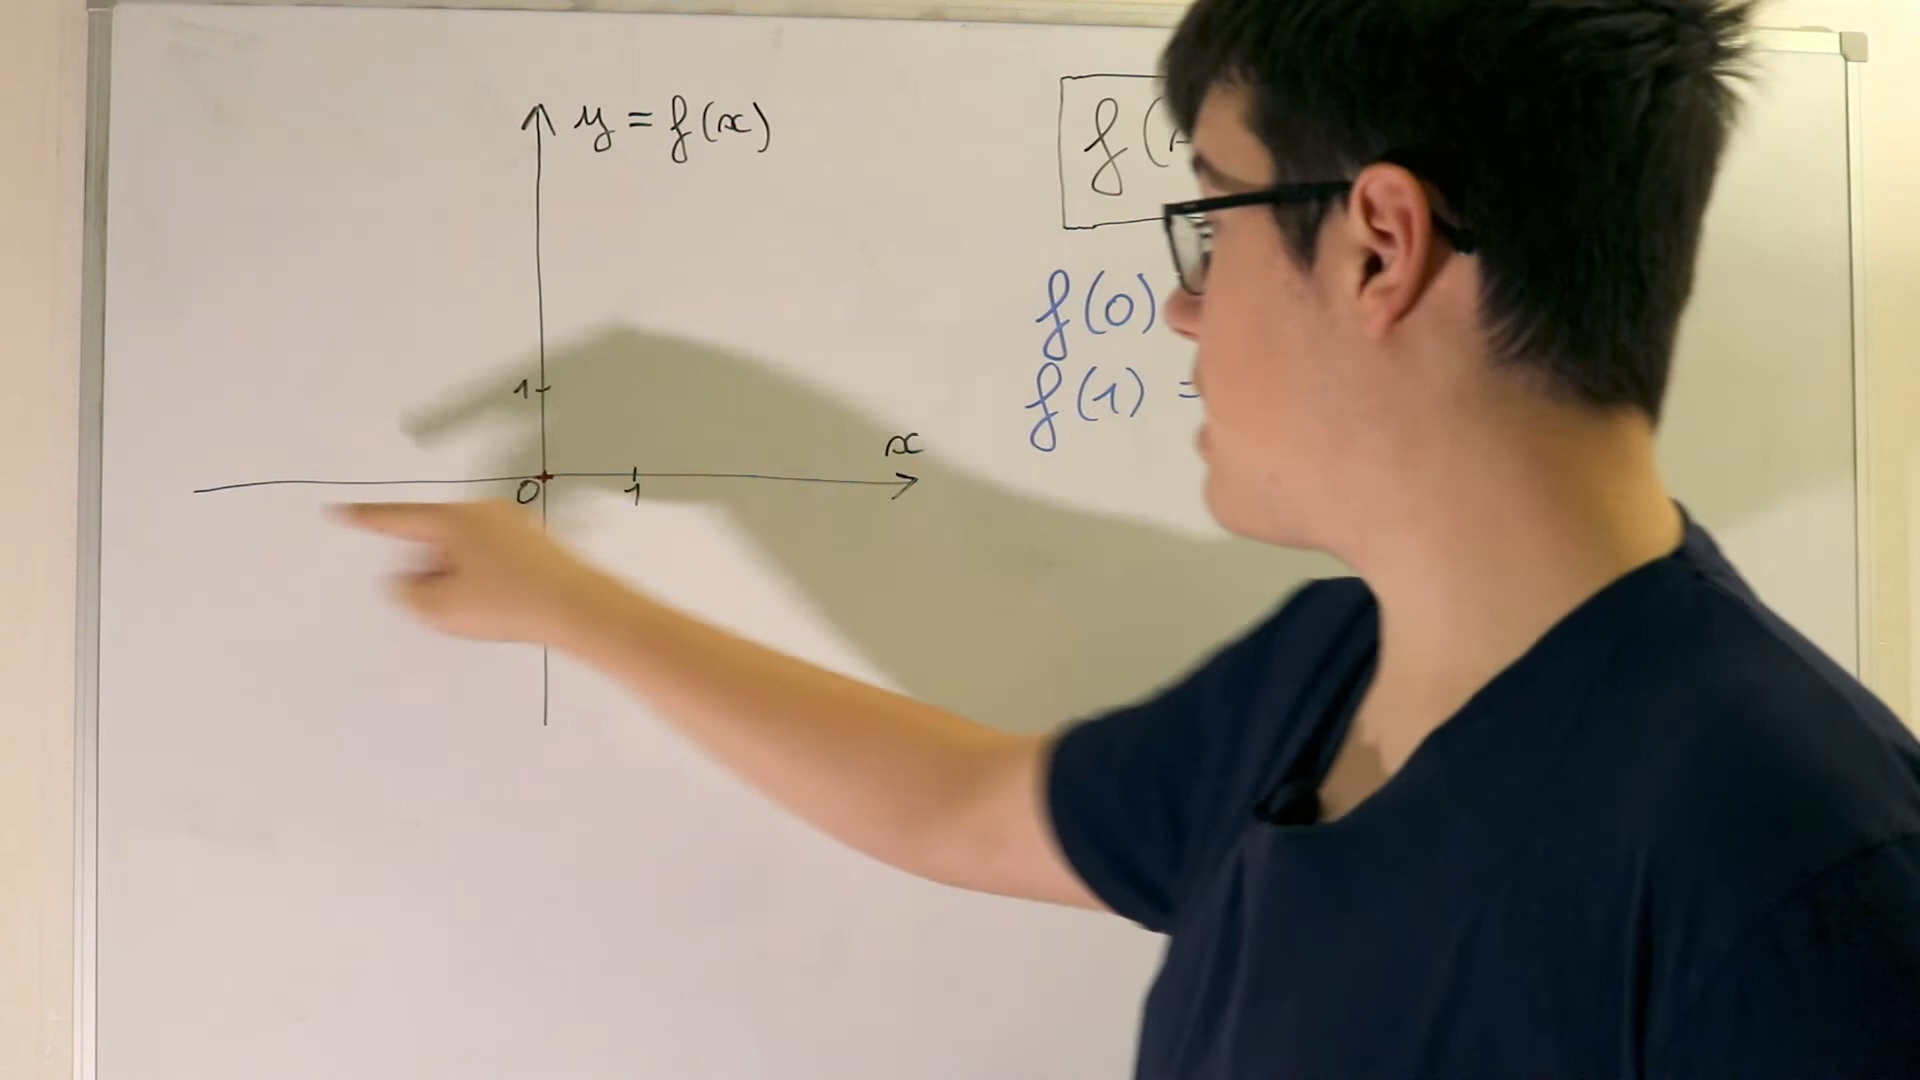 y = f(x)
f(
f(0)
f(1) =
1
x
0
1